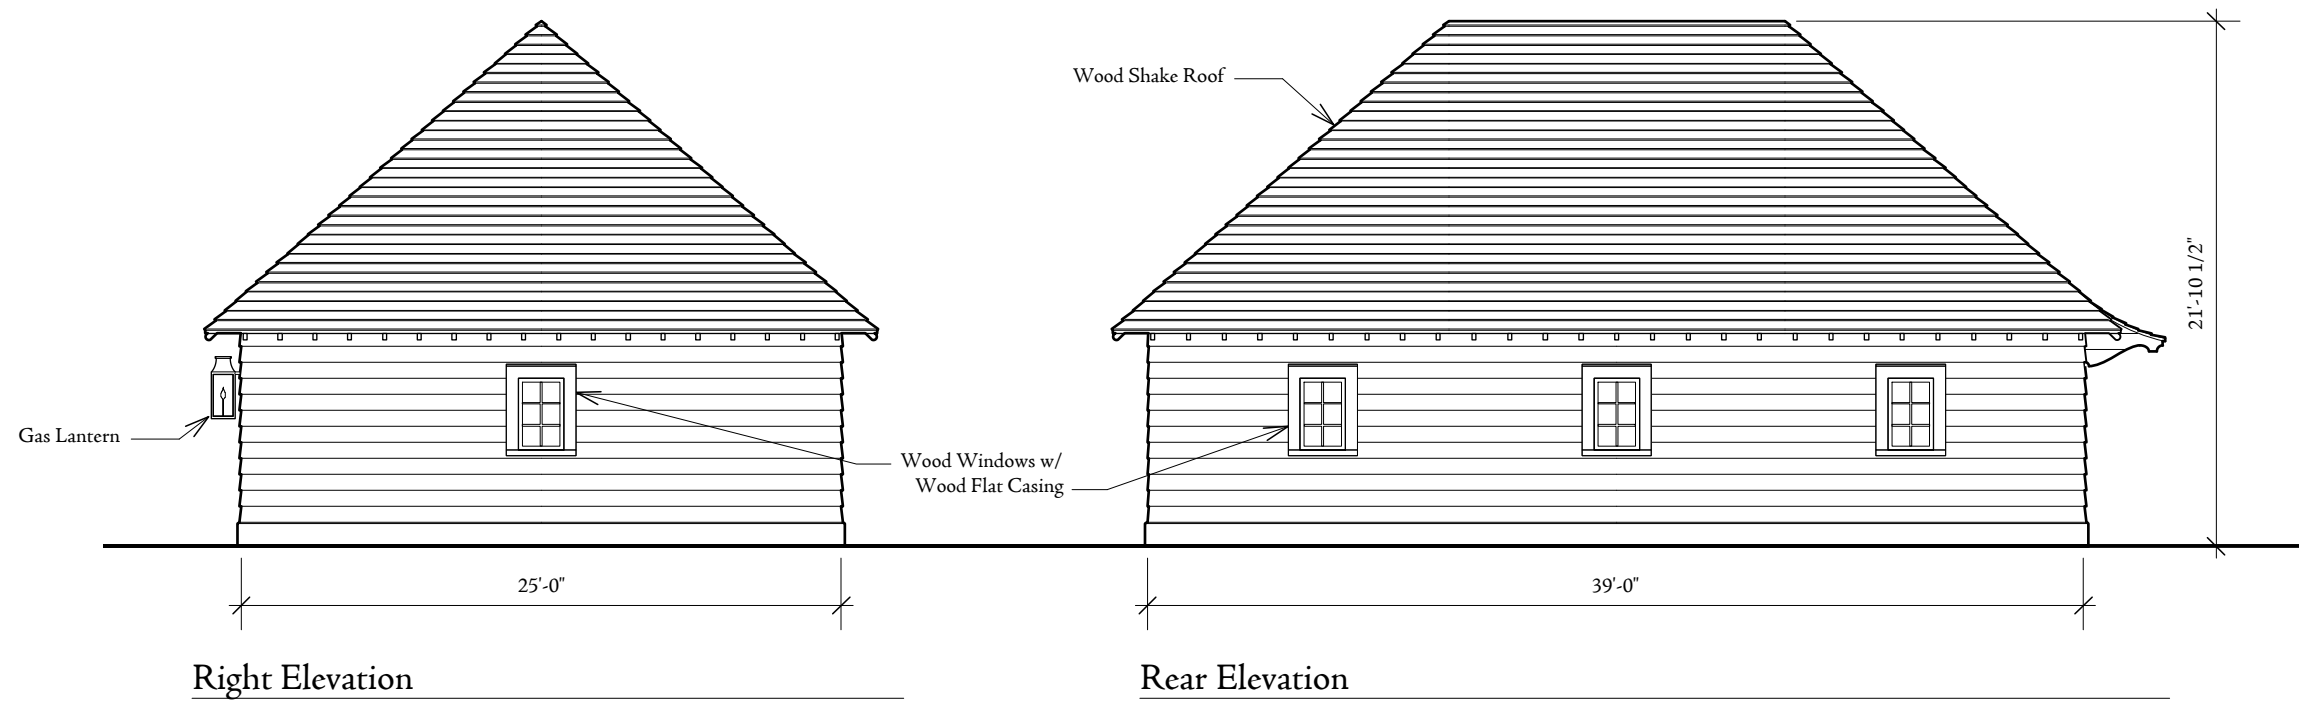 Wood Shake Roof
21'-10 1/2"
Gas Lantern
Wood Windows w/
Wood Flat Casing
25'-0"
39'-0"
Right Elevation
Rear Elevation